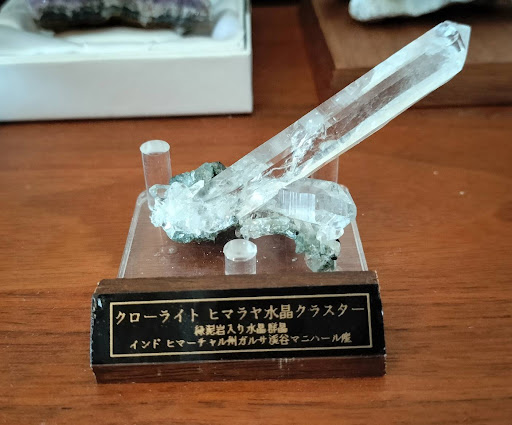 クローライト ヒマラヤ水晶クラスター
緑泥岩入り水晶群晶
インド ヒマーチャル州ガルサ渓谷マニハール産